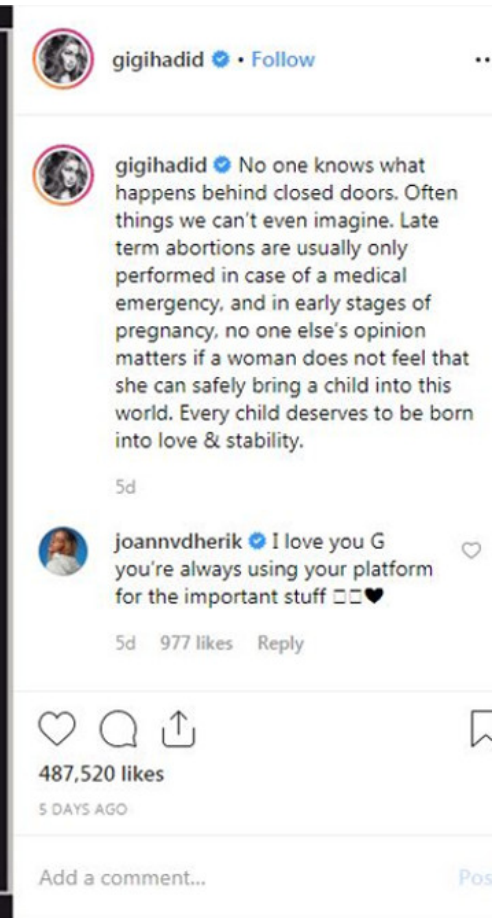 gigihadid • Follow
gigihadid No one knows what
happens behind closed doors. Often
things we can't even imagine. Late
term abortions are usually only
performed in case of a medical
emergency, and in early stages of
pregnancy, no one else's opinion
matters if a woman does not feel that
she can safely bring a child into this
world. Every child deserves to be born
into love & stability.
5d
joannvdherik I love you G
you're always using your platform
for the important stuff □□♥
5d 977 likes Reply
487,520 likes
5 DAYS AGO
Add a comment... Pos